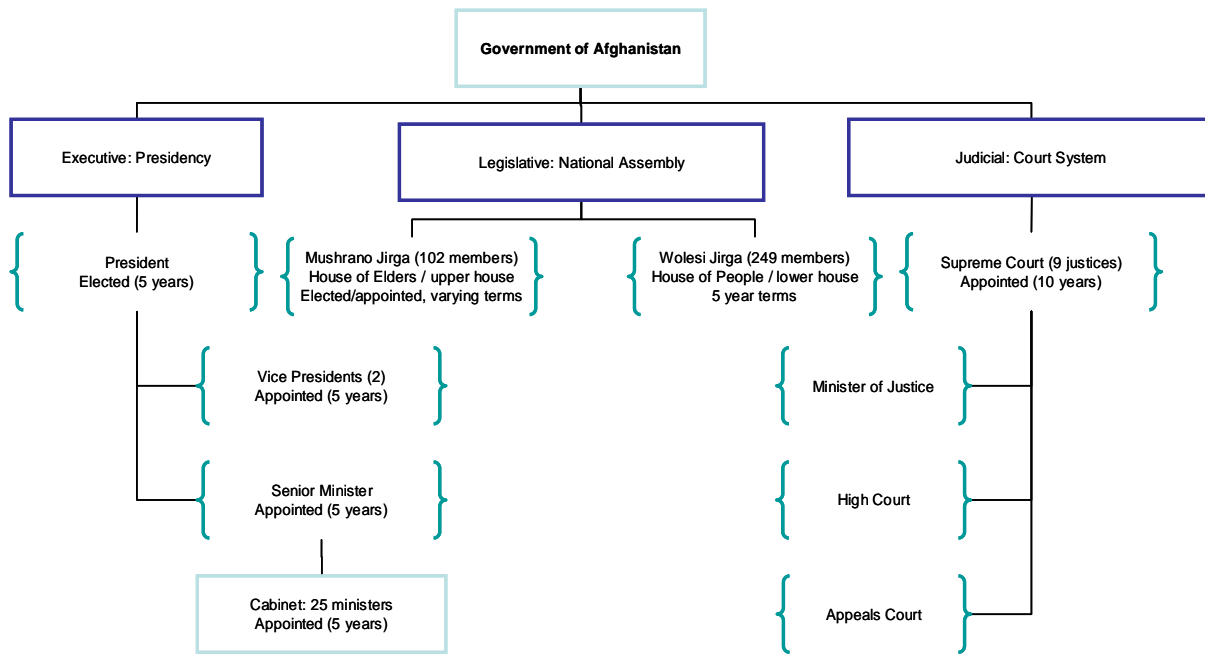 Government of Afghanistan
Executive: Presidency
Legislative: National Assembly
Judicial: Court System
President
Elected (5 years)
Mushrano Jirga (102 members)
House of Elders / upper house
Elected/appointed, varying terms
Wolesi Jirga (249 members)
House of People / lower house
5 year terms
Supreme Court (9 justices)
Appointed (10 years)
Vice Presidents (2)
Appointed (5 years)
Minister of Justice
Senior Minister
Appointed (5 years)
High Court
Cabinet: 25 ministers
Appointed (5 years)
Appeals Court